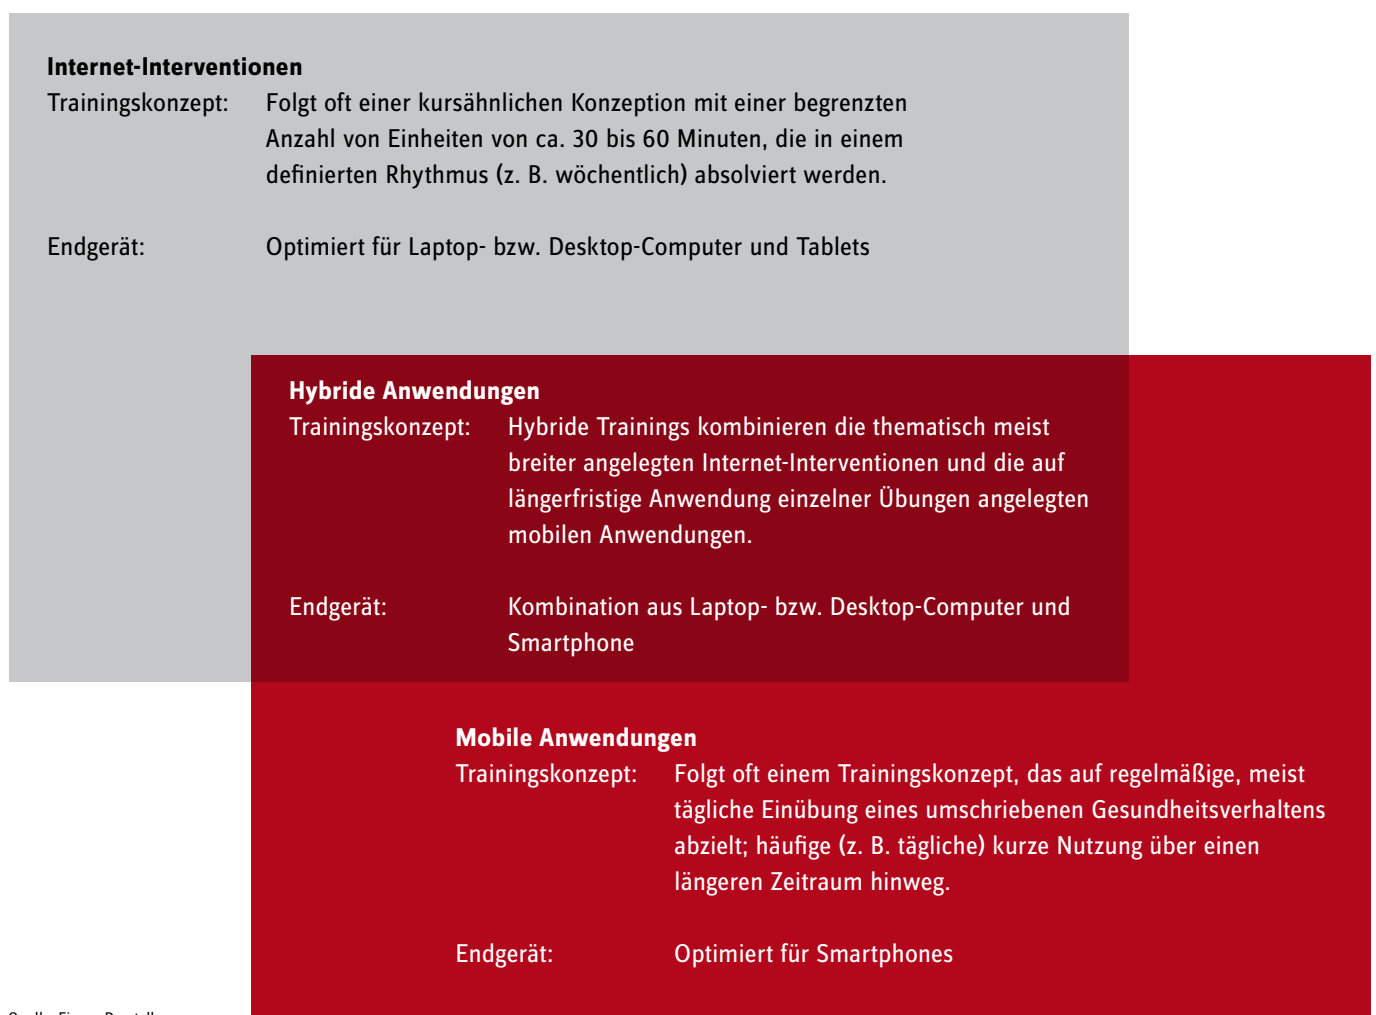 Internet-Interventionen
Trainingskonzept: Folgt oft einer kursähnlichen Konzeption mit einer begrenzten
Anzahl von Einheiten von ca. 30 bis 60 Minuten, die in einem
definierten Rhythmus (z. B. wöchentlich) absolviert werden.
Endgerät: Optimiert für Laptop- bzw. Desktop-Computer und Tablets
Hybride Anwendungen
Trainingskonzept: Hybride Trainings kombinieren die thematisch meist
breiter angelegten Internet-Interventionen und die auf
längerfristige Anwendung einzelner Übungen angelegten
mobilen Anwendungen.
Endgerät: Kombination aus Laptop- bzw. Desktop-Computer und
Smartphone
Mobile Anwendungen
Trainingskonzept: Folgt oft einem Trainingskonzept, das auf regelmäßige, meist
tägliche Einübung eines umschriebenen Gesundheitsverhaltens
abzielt; häufige (z. B. tägliche) kurze Nutzung über einen
längeren Zeitraum hinweg.
Endgerät: Optimiert für Smartphones